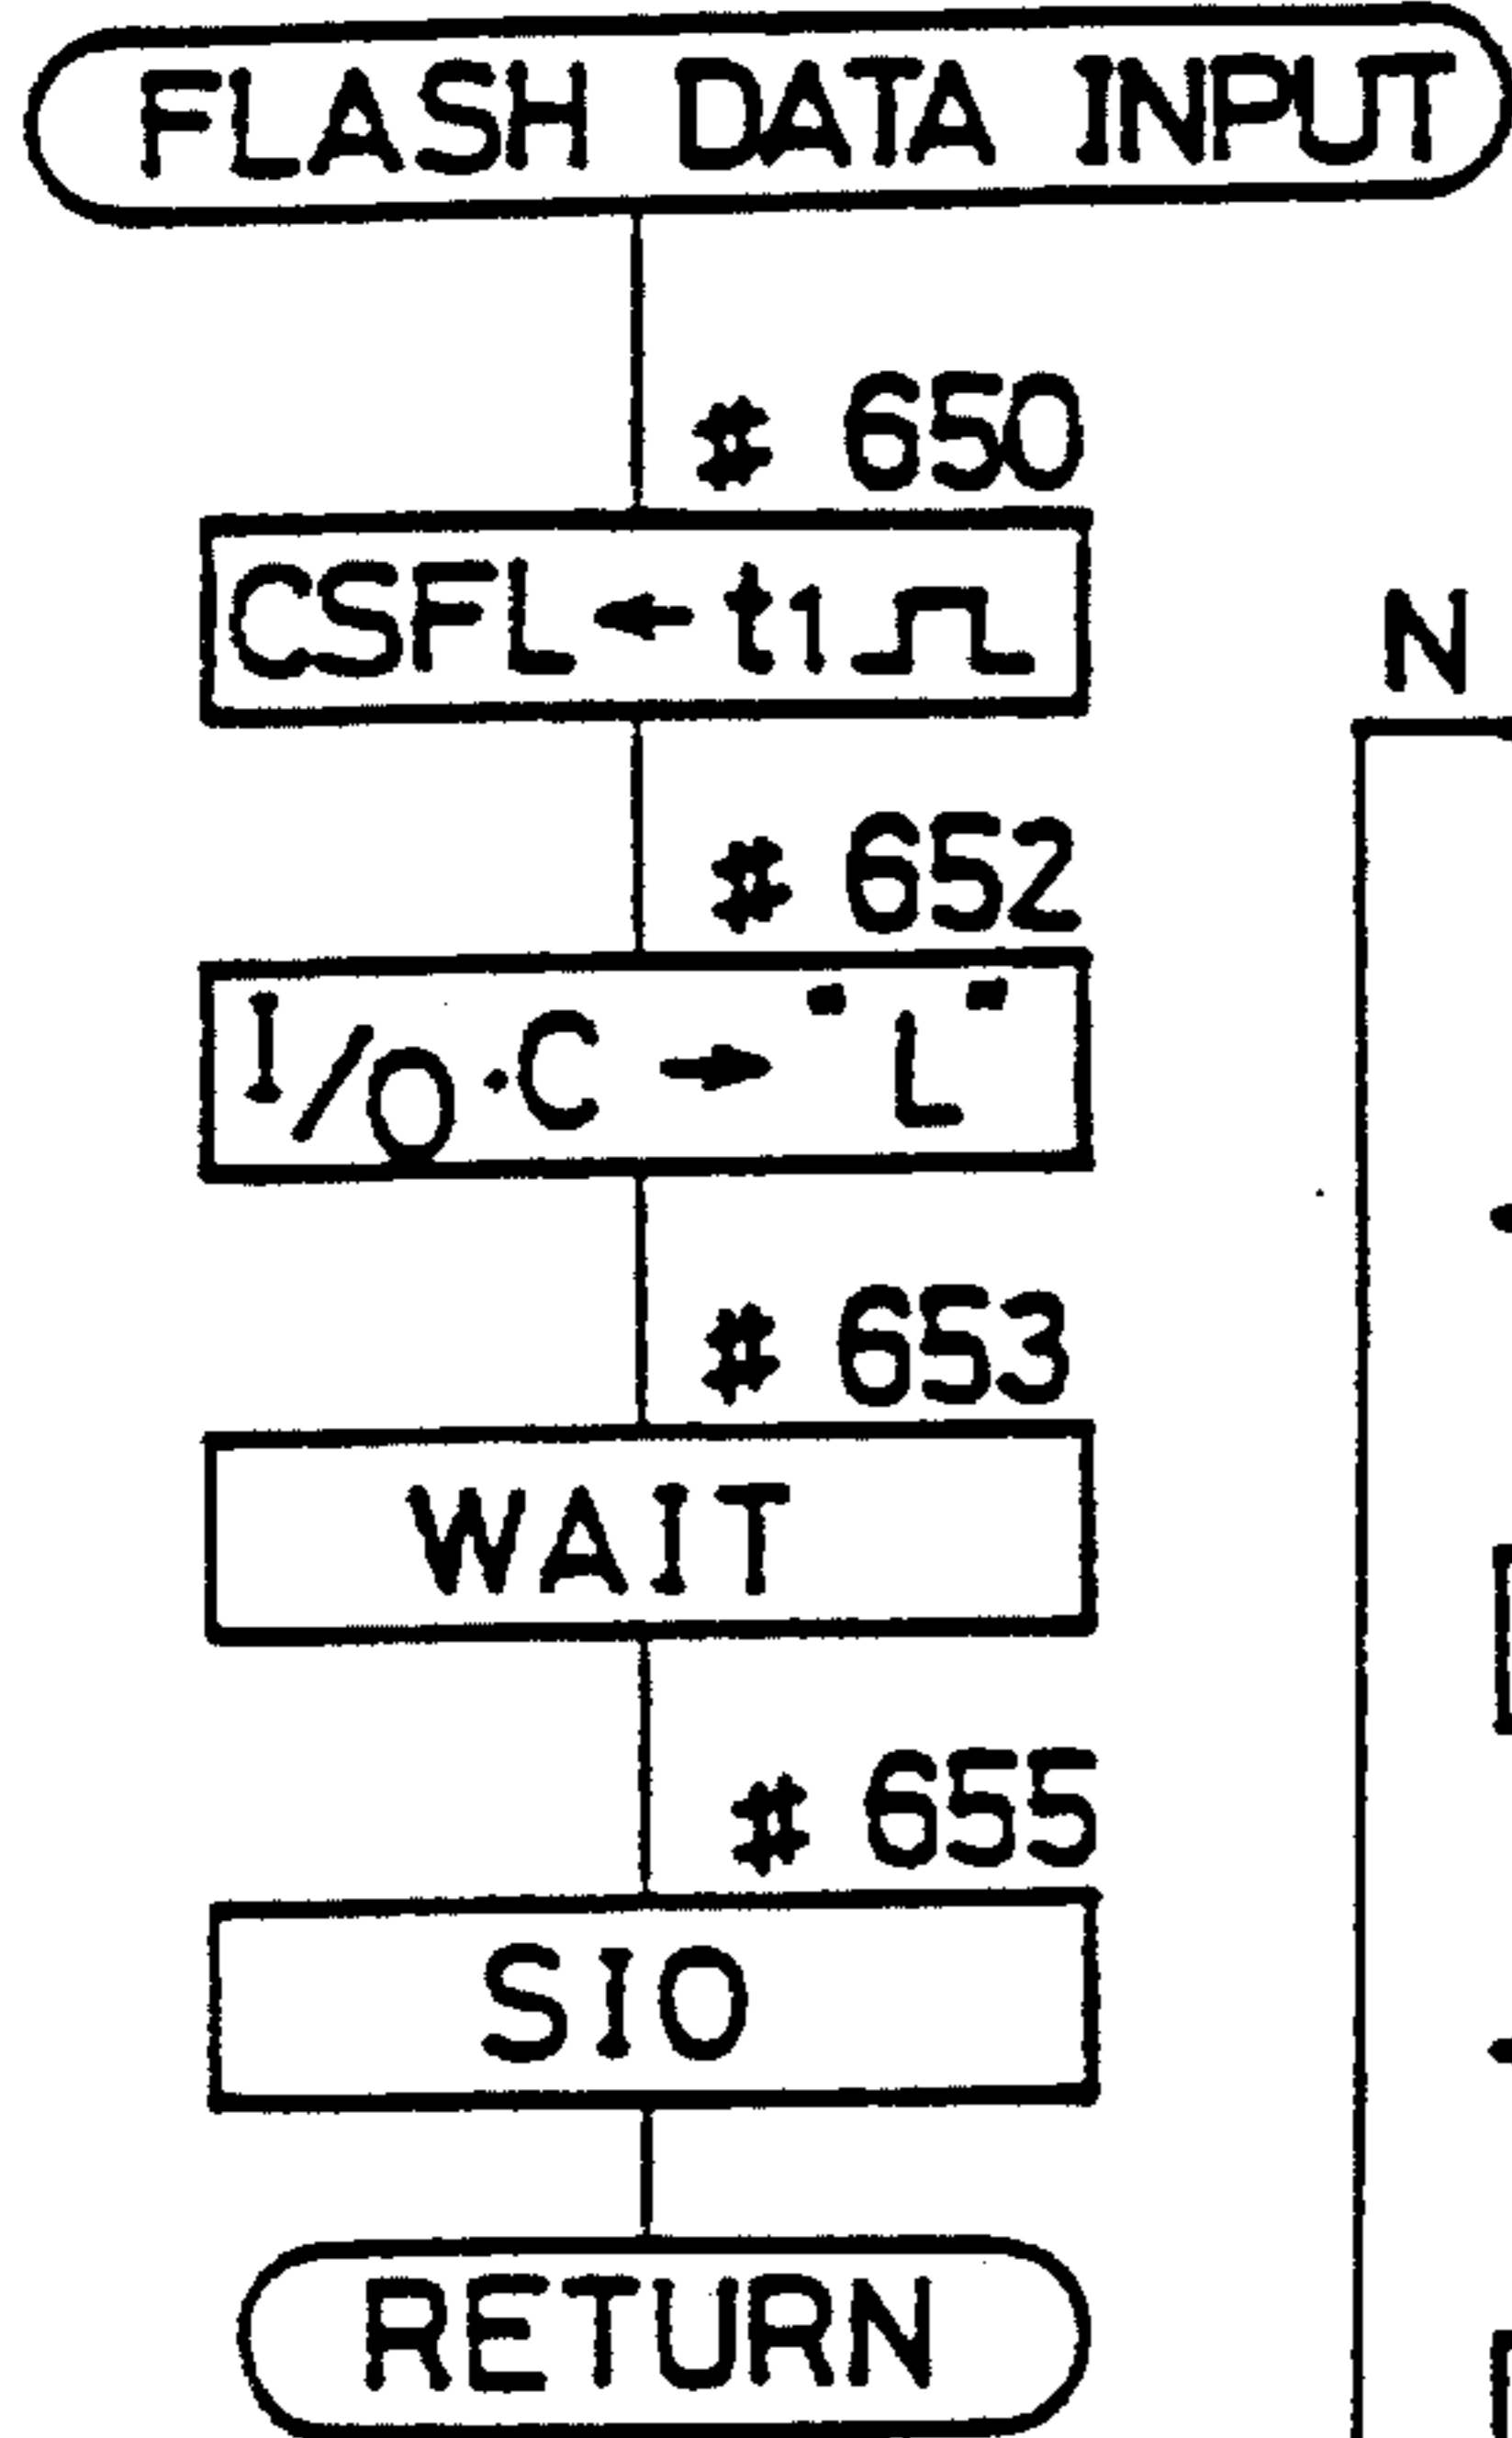 FLASH DATA INPUT
# 650
CSFL ← t1 ⎍
N
# 652
I/O·C → "L"
# 653
WAIT
# 655
SIO
RETURN